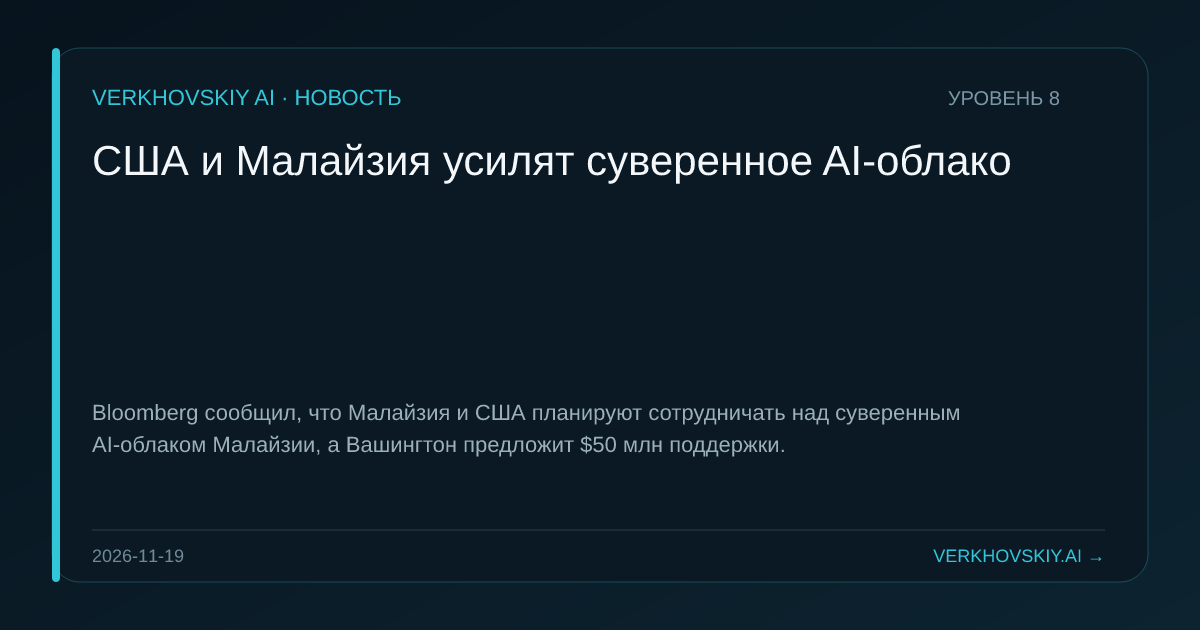 VERKHOVSKIY AI · НОВОСТЬ
УРОВЕНЬ 8
США и Малайзия усилят суверенное AI-облако
Bloomberg сообщил, что Малайзия и США планируют сотрудничать над суверенным
AI-облаком Малайзии, а Вашингтон предложит $50 млн поддержки.
2026-11-19
VERKHOVSKIY.AI →